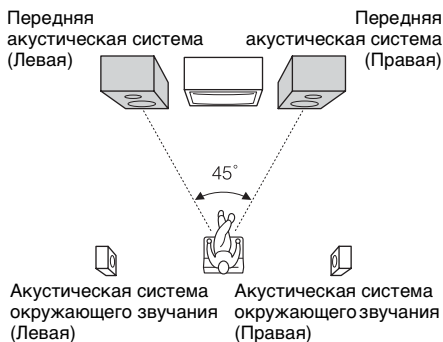 Передняя
акустическая система
(Левая)
Передняя
акустическая система
(Правая)
45°
Акустическая система
окружающего звучания
(Левая)
Акустическая система
окружающего звучания
(Правая)